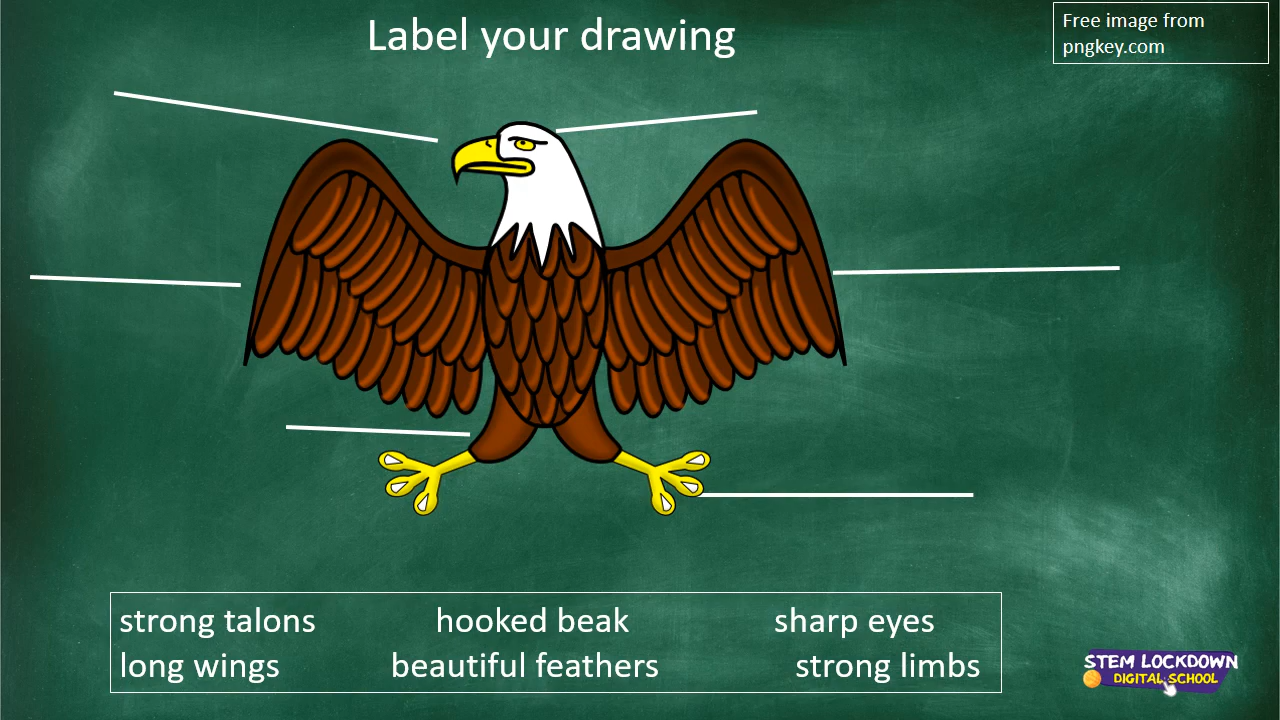 Label your drawing
Free image from
pngkey.com
strong talons hooked beak sharp eyes
long wings beautiful feathers strong limbs
STEM LOCKDOWN
DIGITAL SCHOOL